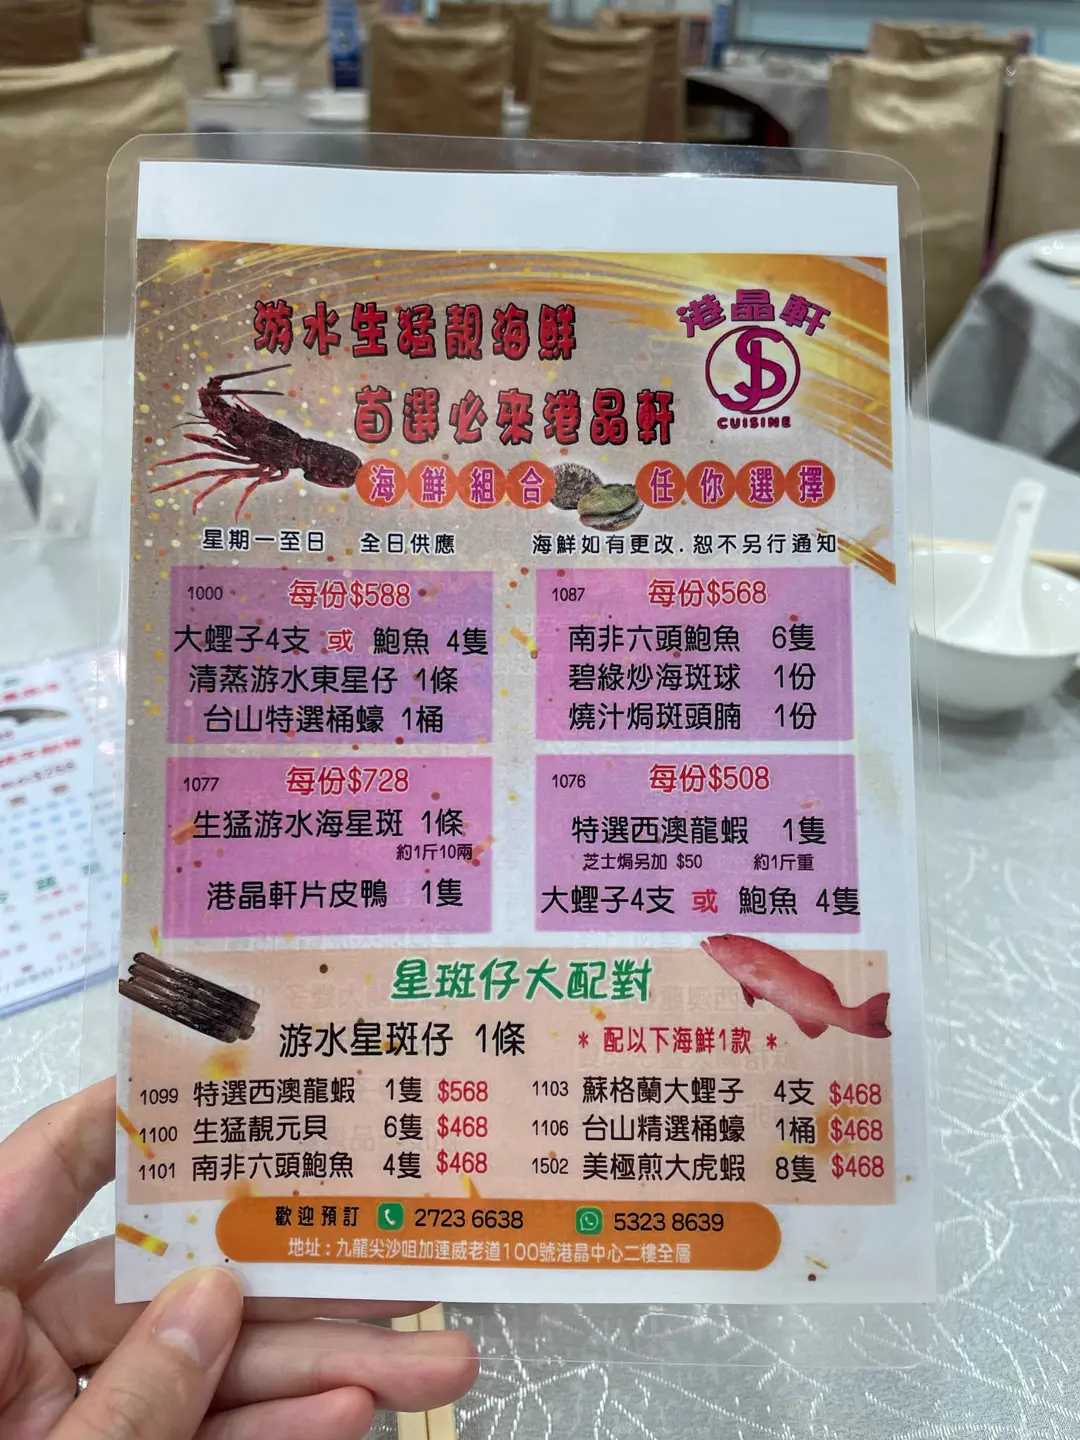 港晶軒
CUISINE
游水生猛靚海鮮
首選必來港晶軒
海鮮組合 任你選擇
星期一至日 全日供應
海鮮如有更改.恕不另行通知
1000 每份$588
大蟶子4支 或 鮑魚 4隻
清蒸游水東星仔 1條
台山特選桶蠔 1桶
1087 每份$568
南非六頭鮑魚 6隻
碧綠炒海斑球 1份
燒汁焗斑頭腩 1份
1077 每份$728
生猛游水海星斑 1條
約1斤10兩
港晶軒片皮鴨 1隻
1076 每份$508
特選西澳龍蝦 1隻
芝士焗另加 $50 約1斤重
大蟶子4支 或 鮑魚 4隻
星斑仔大配對
游水星斑仔 1條 * 配以下海鮮1款 *
1099 特選西澳龍蝦 1隻 $568
1100 生猛靚元貝 6隻 $468
1101 南非六頭鮑魚 4隻 $468
1103 蘇格蘭大蟶子 4支 $468
1106 台山精選桶蠔 1桶 $468
1502 美極煎大虎蝦 8隻 $468
歡迎預訂 2723 6638 5323 8639
地址：九龍尖沙咀加連威老道100號港晶中心二樓全層